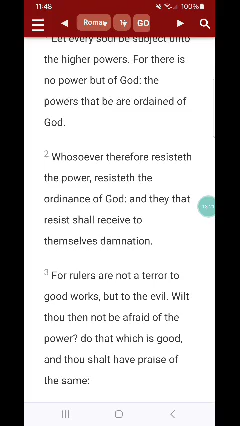 11:48
100%
Roma
GO
Let every soul be subject unto
the higher powers. For there is
no power but of God: the
powers that be are ordained of
God.
2 Whosoever therefore resisteth
the power, resisteth the
ordinance of God: and they that
resist shall receive to
themselves damnation.
3 For rulers are not a terror to
good works, but to the evil. Wilt
thou then not be afraid of the
power? do that which is good,
and thou shalt have praise of
the same: